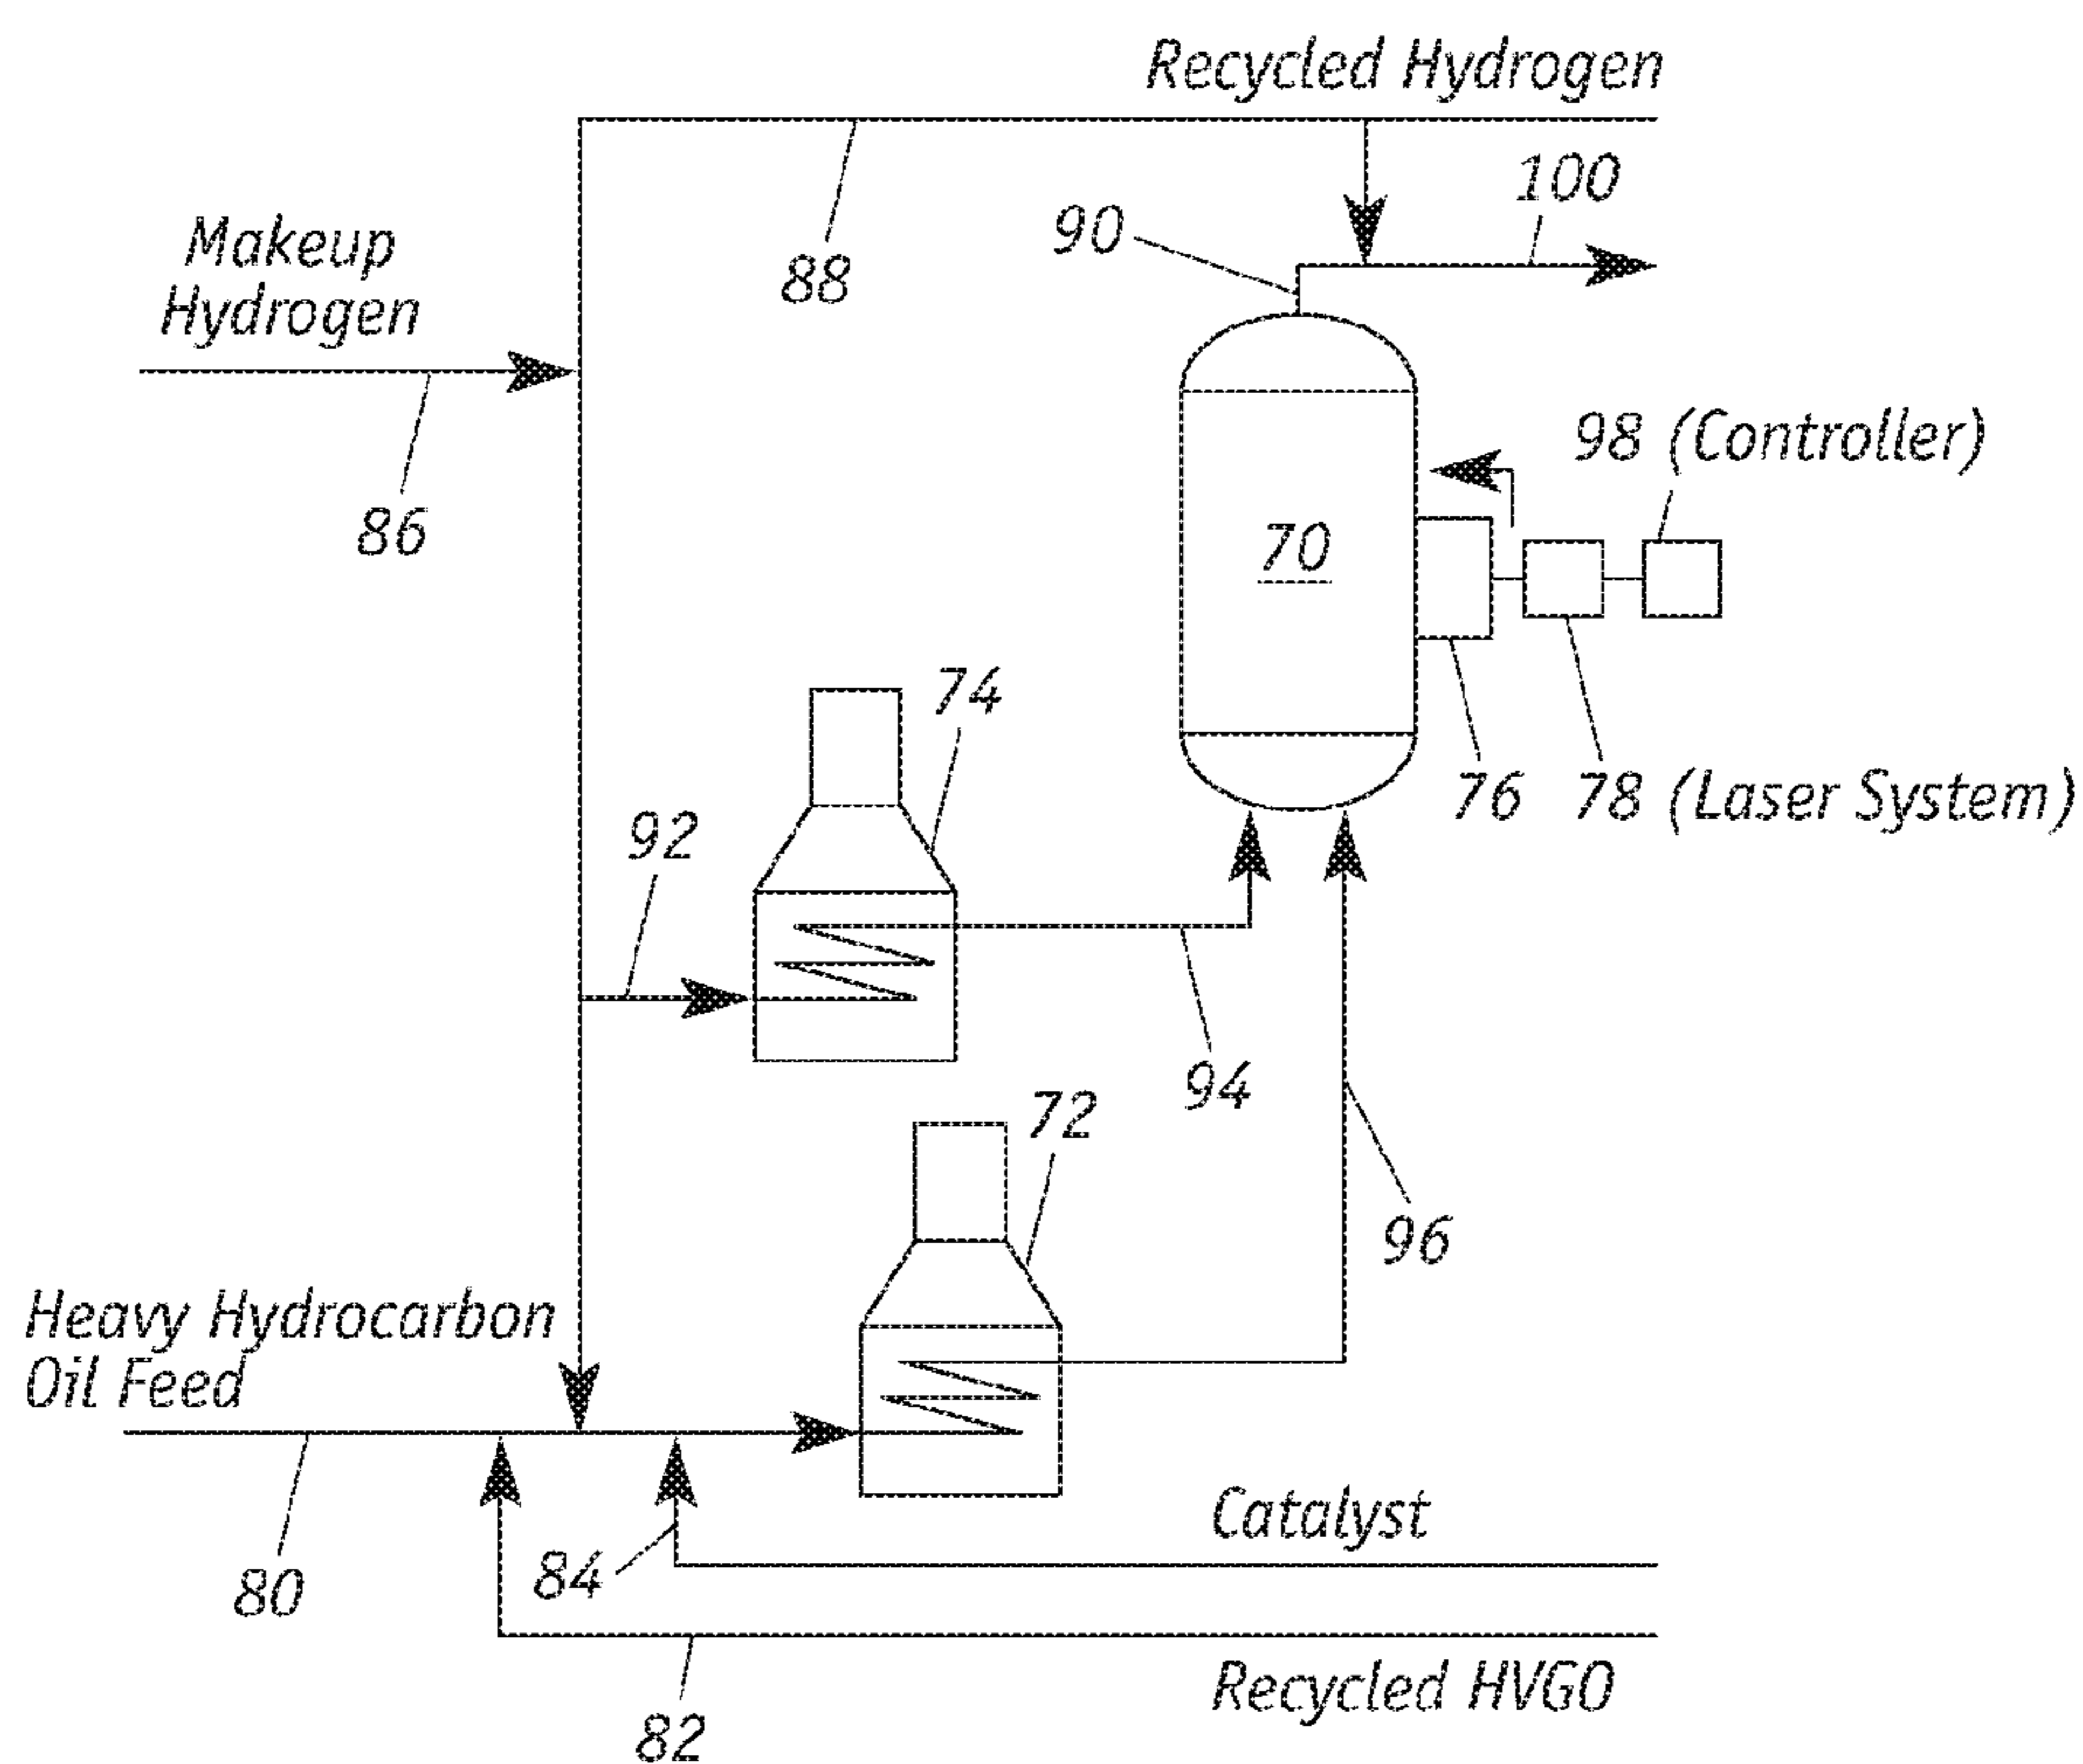 Recycled Hydrogen
100
90
Makeup
Hydrogen
88
98 (Controller)
86
70
74
76
78 (Laser System)
92
94
72
96
Heavy Hydrocarbon
Oil Feed
Catalyst
84
80
Recycled HVGO
82